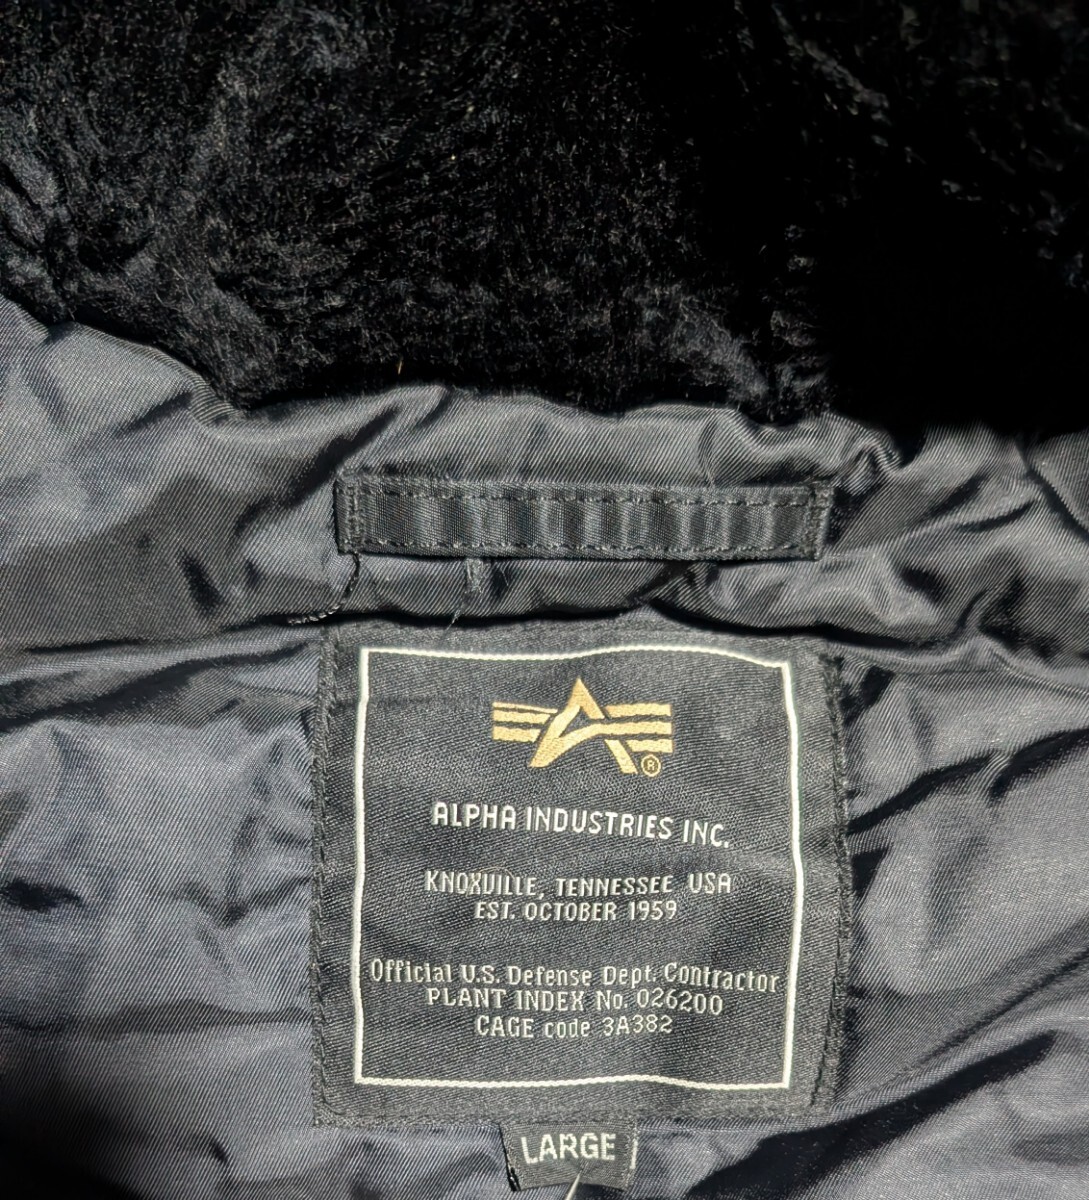 ®
ALPHA INDUSTRIES INC.
KNOXVILLE, TENNESSEE USA
EST. OCTOBER 1959
Official U.S. Defense Dept. Contractor
PLANT INDEX No. 026200
CAGE code 3A382
LARGE